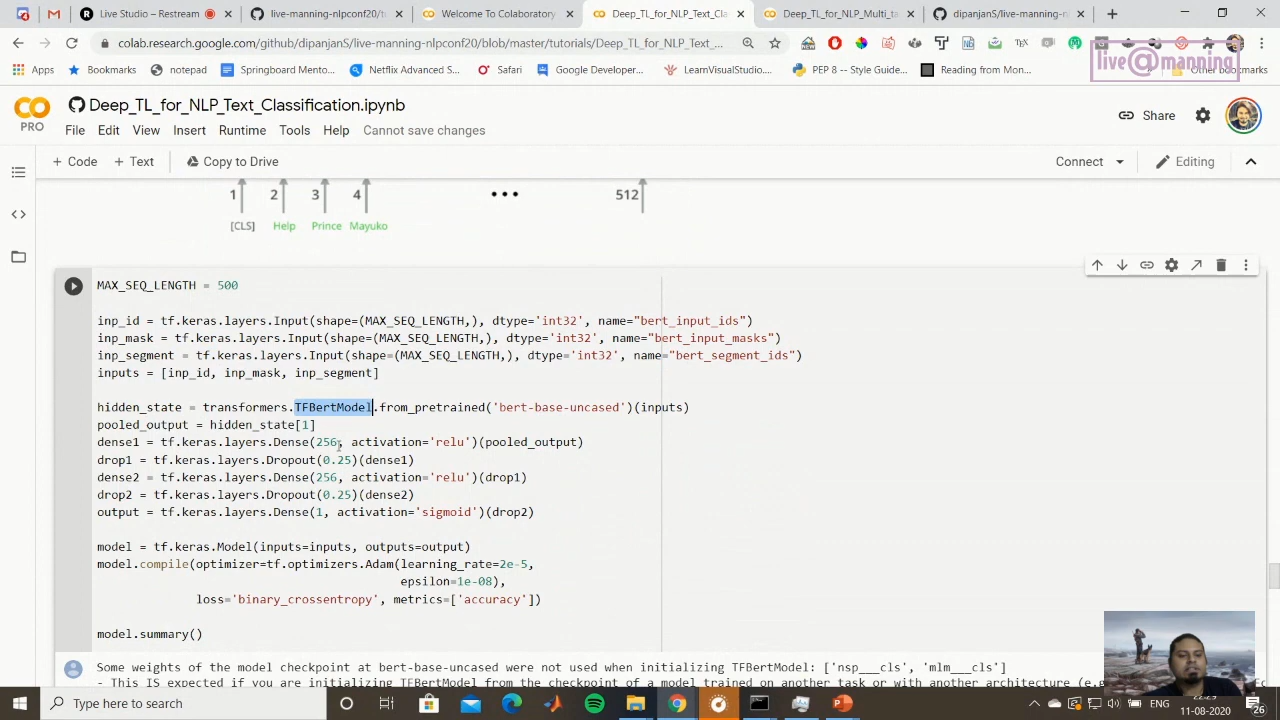 Live Studio - Restream
live-manning-nlpconf20/t
Welcome To Colaboratory
Deep_TL_for_NLP_Text_Cl
Deep_TL_for_NLP_Multi_ta
dipanjanS/live-manning-nl
colab.research.google.com/github/dipanjanS/live-manning-nlpconf20/blob/master/tutorials/Deep_TL_for_NLP_Text_...
Apps
Bookmarks
notepad
Springboard Mento...
Netflix Advanced S...
Safari
Google Developer...
LearnVisualStudio....
PEP 8 -- Style Guide...
Reading from Mon...
Other bookmarks
live@manning
Deep_TL_for_NLP_Text_Classification.ipynb
PRO
File Edit View Insert Runtime Tools Help Cannot save changes
Share
+ Code + Text Copy to Drive
Connect
Editing
1 2 3 4 ••• 512
[CLS] Help Prince Mayuko
MAX_SEQ_LENGTH = 500
inp_id = tf.keras.layers.Input(shape=(MAX_SEQ_LENGTH,), dtype='int32', name="bert_input_ids")
inp_mask = tf.keras.layers.Input(shape=(MAX_SEQ_LENGTH,), dtype='int32', name="bert_input_masks")
inp_segment = tf.keras.layers.Input(shape=(MAX_SEQ_LENGTH,), dtype='int32', name="bert_segment_ids")
inputs = [inp_id, inp_mask, inp_segment]
hidden_state = transformers.TFBertModel.from_pretrained('bert-base-uncased')(inputs)
pooled_output = hidden_state[1]
dense1 = tf.keras.layers.Dense(256, activation='relu')(pooled_output)
drop1 = tf.keras.layers.Dropout(0.25)(dense1)
dense2 = tf.keras.layers.Dense(256, activation='relu')(drop1)
drop2 = tf.keras.layers.Dropout(0.25)(dense2)
output = tf.keras.layers.Dense(1, activation='sigmoid')(drop2)
model = tf.keras.Model(inputs=inputs, outputs=output)
model.compile(optimizer=tf.optimizers.Adam(learning_rate=2e-5,
epsilon=1e-08),
loss='binary_crossentropy', metrics=['accuracy'])
model.summary()
Some weights of the model checkpoint at bert-base-uncased were not used when initializing TFBertModel: ['nsp___cls', 'mlm___cls']
- This IS expected if you are initializing TFBertModel from the checkpoint of a model trained on another task or with another architecture (e.g
Type here to search
ENG
11-08-2020
26